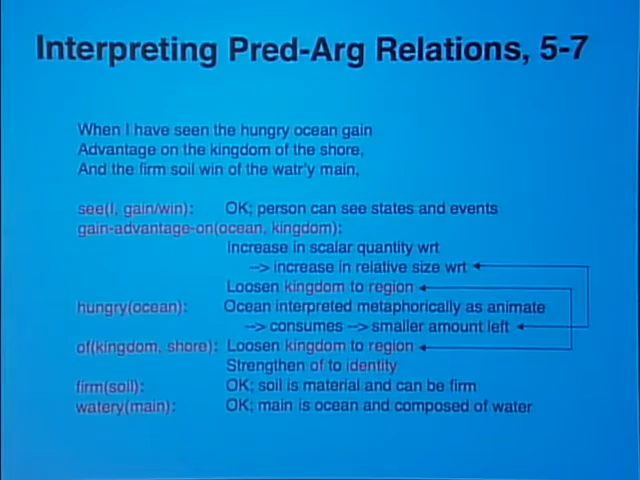 Interpreting Pred-Arg Relations, 5-7
When I have seen the hungry ocean gain
Advantage on the kingdom of the shore,
And the firm soil win of the watr'y main,
see(I, gain/win): OK; person can see states and events
gain-advantage-on(ocean, kingdom):
Increase in scalar quantity wrt
--> increase in relative size wrt
Loosen kingdom to region
hungry(ocean): Ocean interpreted metaphorically as animate
--> consumes --> smaller amount left
of(kingdom, shore): Loosen kingdom to region
Strengthen of to identity
firm(soil): OK; soil is material and can be firm
watery(main): OK; main is ocean and composed of water